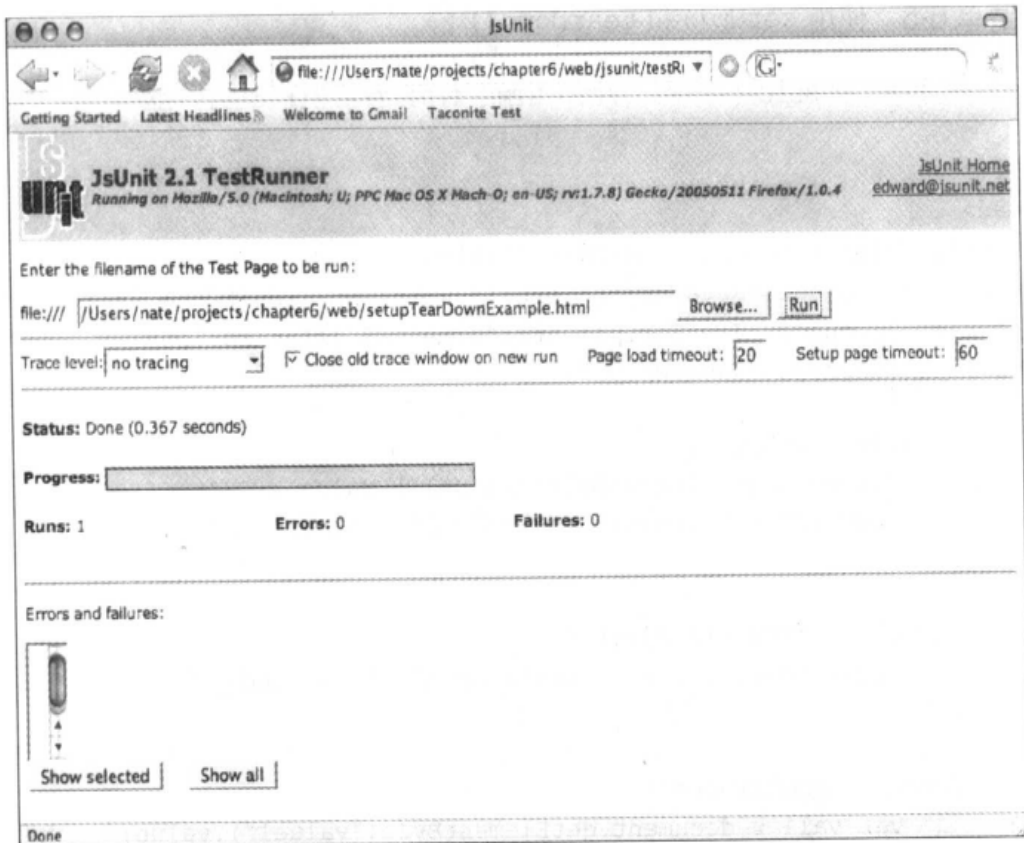 JsUnit
file:///Users/nate/projects/chapter6/web/jsunit/testRu
G
Getting Started Latest Headlines Welcome to Gmail Taconite Test
Js Unit
JsUnit 2.1 TestRunner
Running on Mozilla/5.0 (Macintosh; U; PPC Mac OS X Mach-O; en-US; rv:1.7.8) Gecko/20050511 Firefox/1.0.4
JsUnit Home
edward@jsunit.net
Enter the filename of the Test Page to be run:
file:/// /Users/nate/projects/chapter6/web/setupTearDownExample.html Browse... Run
Trace level: no tracing Close old trace window on new run Page load timeout: 20 Setup page timeout: 60
Status: Done (0.367 seconds)
Progress:
Runs: 1 Errors: 0 Failures: 0
Errors and failures:
Show selected Show all
Done